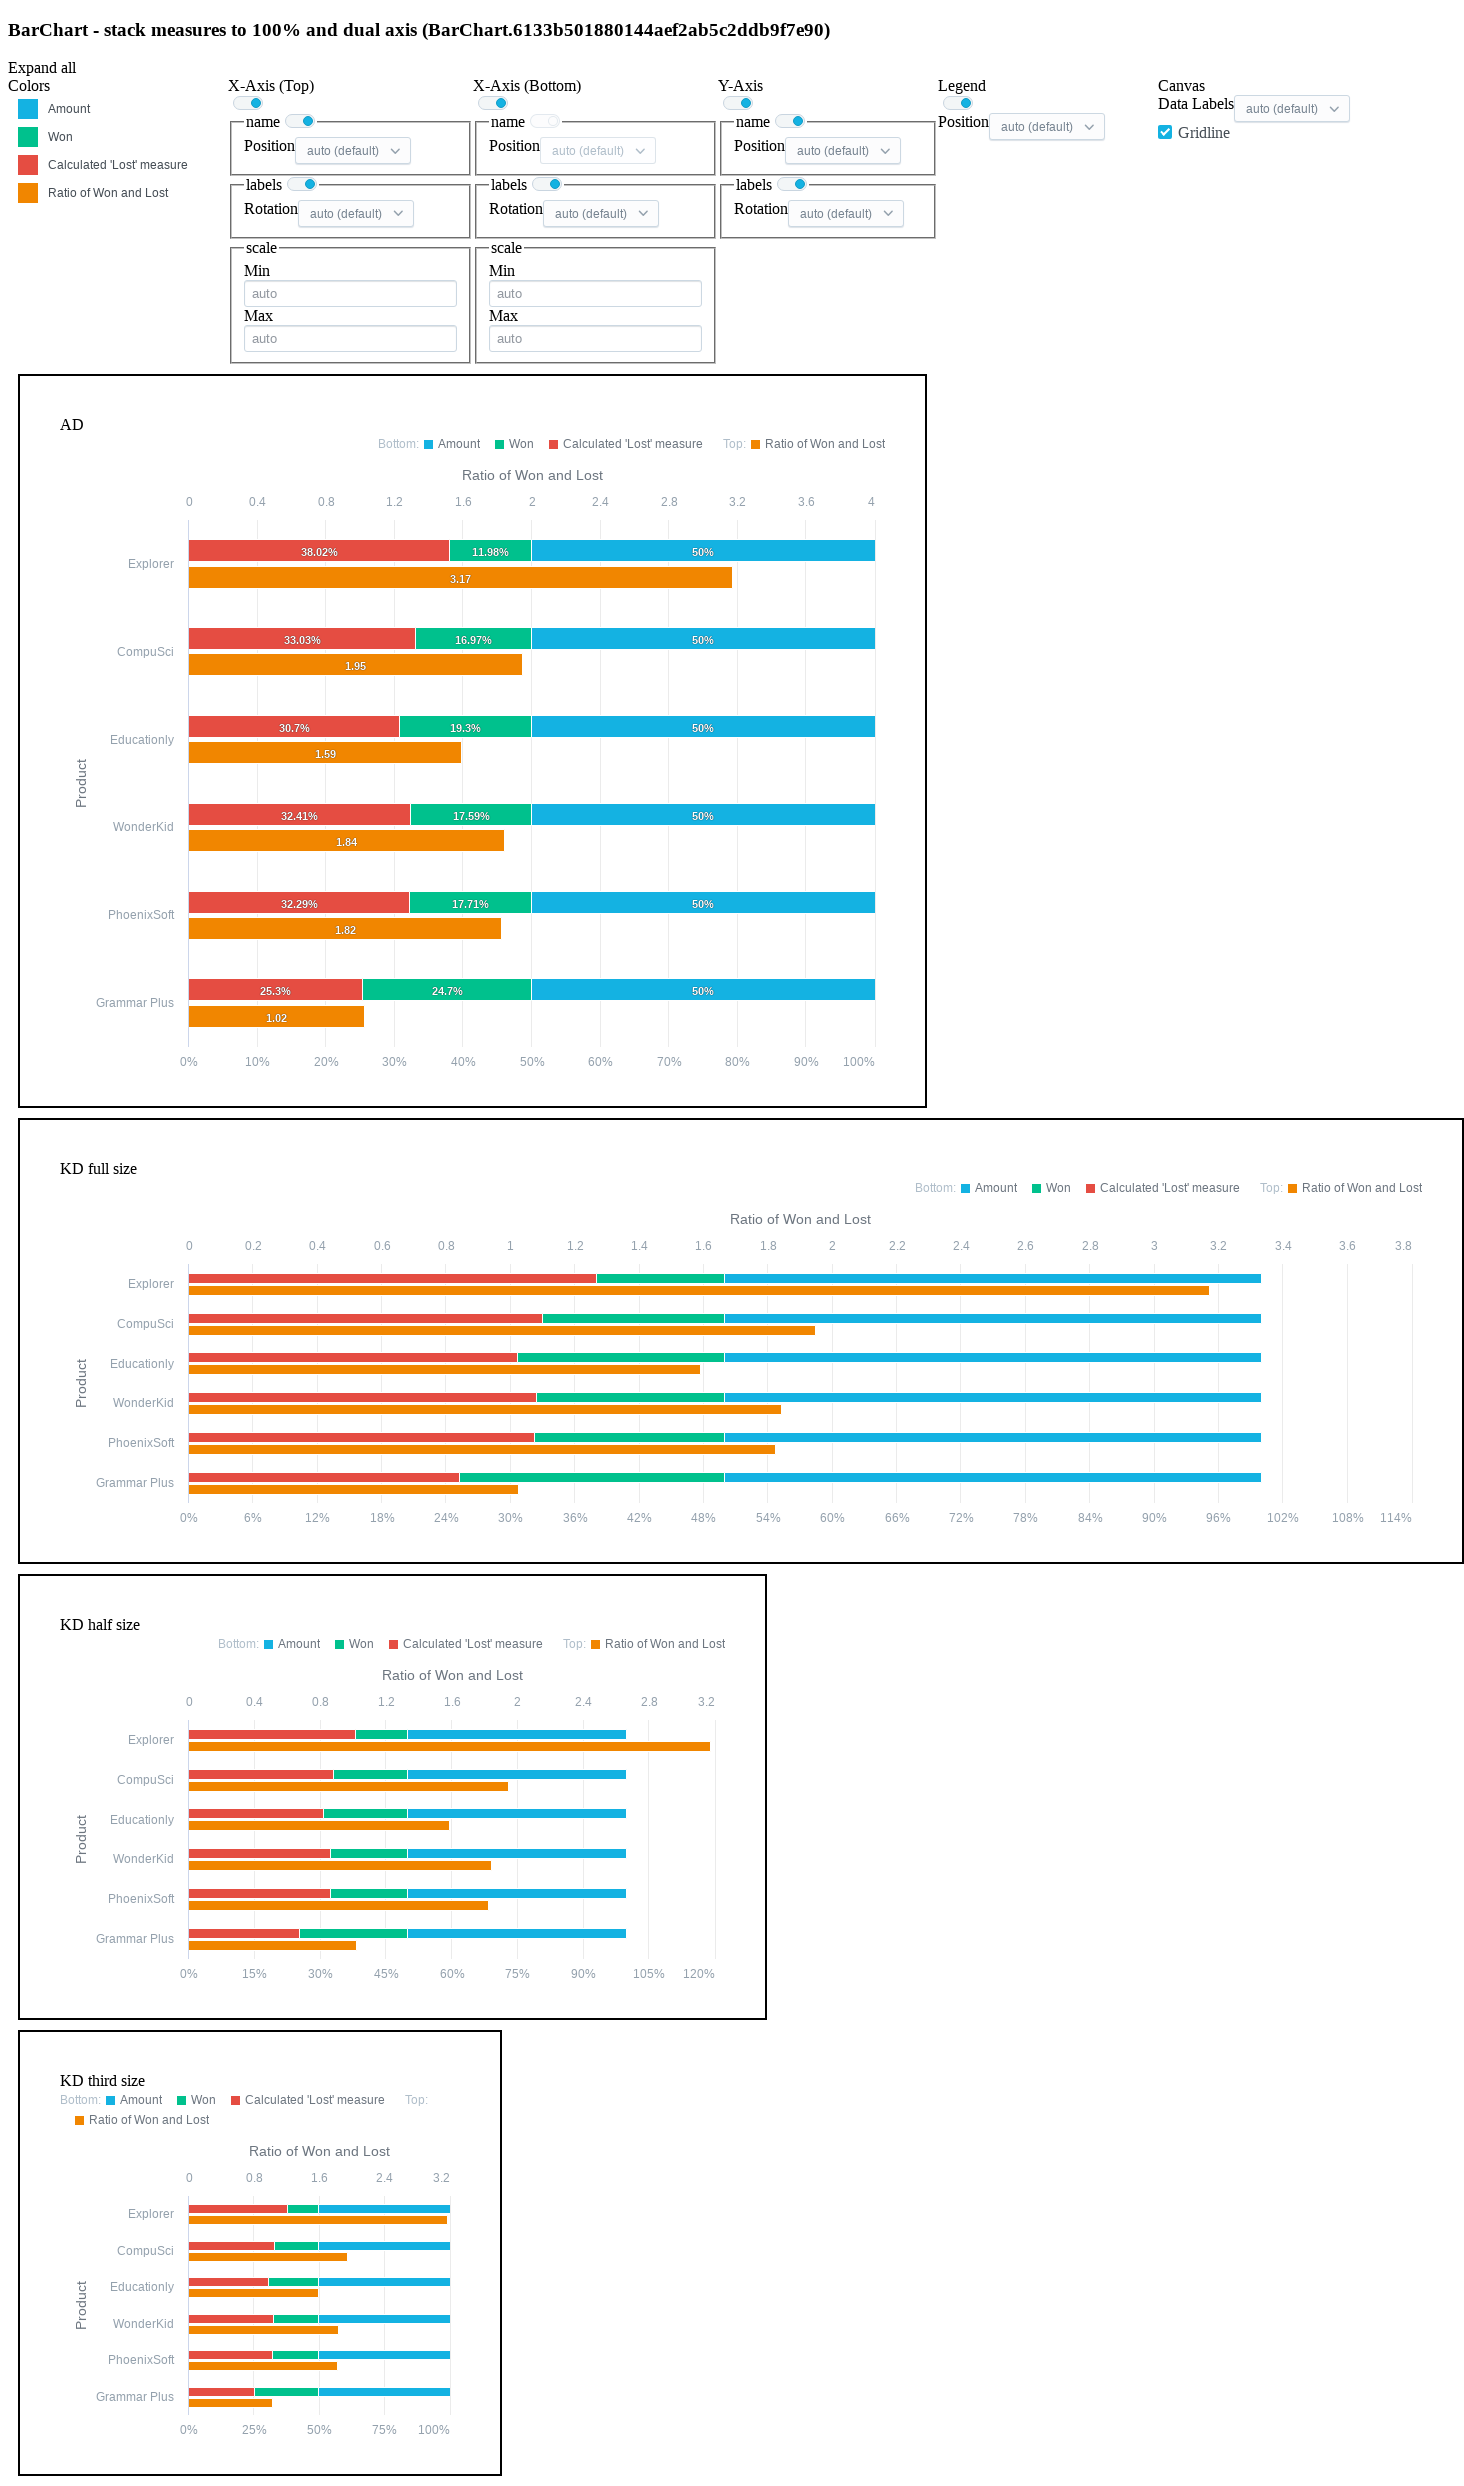 BarChart - stack measures to 100% and dual axis (BarChart.6133b501880144aef2ab5c2ddb9f7e90)
Expand all
Colors
Amount
Won
Calculated 'Lost' measure
Ratio of Won and Lost
X-Axis (Top)
name
Position auto (default)
labels
Rotation auto (default)
scale
Min
auto
Max
auto
X-Axis (Bottom)
name
Position auto (default)
labels
Rotation auto (default)
scale
Min
auto
Max
auto
Y-Axis
name
Position auto (default)
labels
Rotation auto (default)
Legend
Position auto (default)
Canvas
Data Labels auto (default)
Gridline
AD
Bottom: Amount Won Calculated 'Lost' measure Top: Ratio of Won and Lost
Ratio of Won and Lost
0 0.4 0.8 1.2 1.6 2 2.4 2.8 3.2 3.6 4
Product
Explorer 38.02% 11.98% 50%
3.17
CompuSci 33.03% 16.97% 50%
1.95
Educationly 30.7% 19.3% 50%
1.59
WonderKid 32.41% 17.59% 50%
1.84
PhoenixSoft 32.29% 17.71% 50%
1.82
Grammar Plus 25.3% 24.7% 50%
1.02
0% 10% 20% 30% 40% 50% 60% 70% 80% 90% 100%
KD full size
Bottom: Amount Won Calculated 'Lost' measure Top: Ratio of Won and Lost
Ratio of Won and Lost
0 0.2 0.4 0.6 0.8 1 1.2 1.4 1.6 1.8 2 2.2 2.4 2.6 2.8 3 3.2 3.4 3.6 3.8
Product
Explorer
CompuSci
Educationly
WonderKid
PhoenixSoft
Grammar Plus
0% 6% 12% 18% 24% 30% 36% 42% 48% 54% 60% 66% 72% 78% 84% 90% 96% 102% 108% 114%
KD half size
Bottom: Amount Won Calculated 'Lost' measure Top: Ratio of Won and Lost
Ratio of Won and Lost
0 0.4 0.8 1.2 1.6 2 2.4 2.8 3.2
Product
Explorer
CompuSci
Educationly
WonderKid
PhoenixSoft
Grammar Plus
0% 15% 30% 45% 60% 75% 90% 105% 120%
KD third size
Bottom: Amount Won Calculated 'Lost' measure Top:
Ratio of Won and Lost
Ratio of Won and Lost
0 0.8 1.6 2.4 3.2
Product
Explorer
CompuSci
Educationly
WonderKid
PhoenixSoft
Grammar Plus
0% 25% 50% 75% 100%